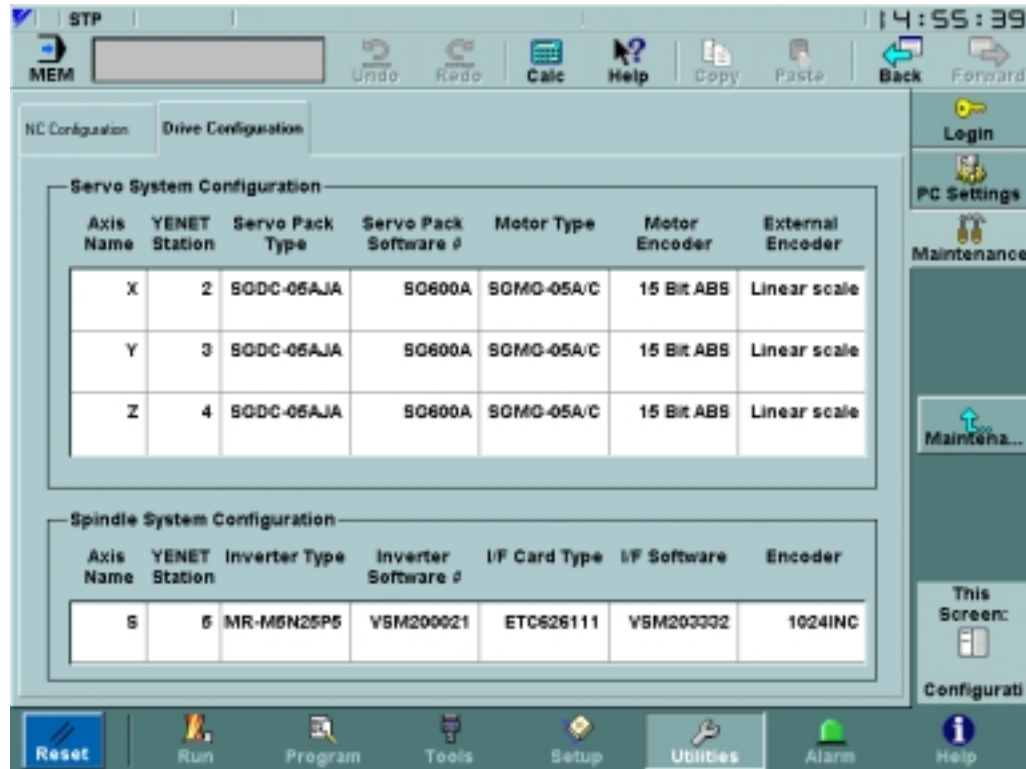 STP
14:55:39
MEM
Undo
Redo
Calc
Help
Copy
Paste
Back
Forward
NC Configuration
Drive Configuration
Login
PC Settings
Maintenance
Servo System Configuration
Axis Name YENET Station Servo Pack Type Servo Pack Software # Motor Type Motor Encoder External Encoder
X 2 SGDC-05AJA SG600A SGMG-05A/C 15 Bit ABS Linear scale
Y 3 SGDC-05AJA SG600A SGMG-05A/C 15 Bit ABS Linear scale
Z 4 SGDC-05AJA SG600A SGMG-05A/C 15 Bit ABS Linear scale
Maintena...
Spindle System Configuration
Axis Name YENET Station Inverter Type Inverter Software # I/F Card Type I/F Software Encoder
S VSM200021 ETC626111 1024INC
This
Screen:
Configurati
Reset
Run
Program
Tools
Setup
Utilities
Alarm
Help